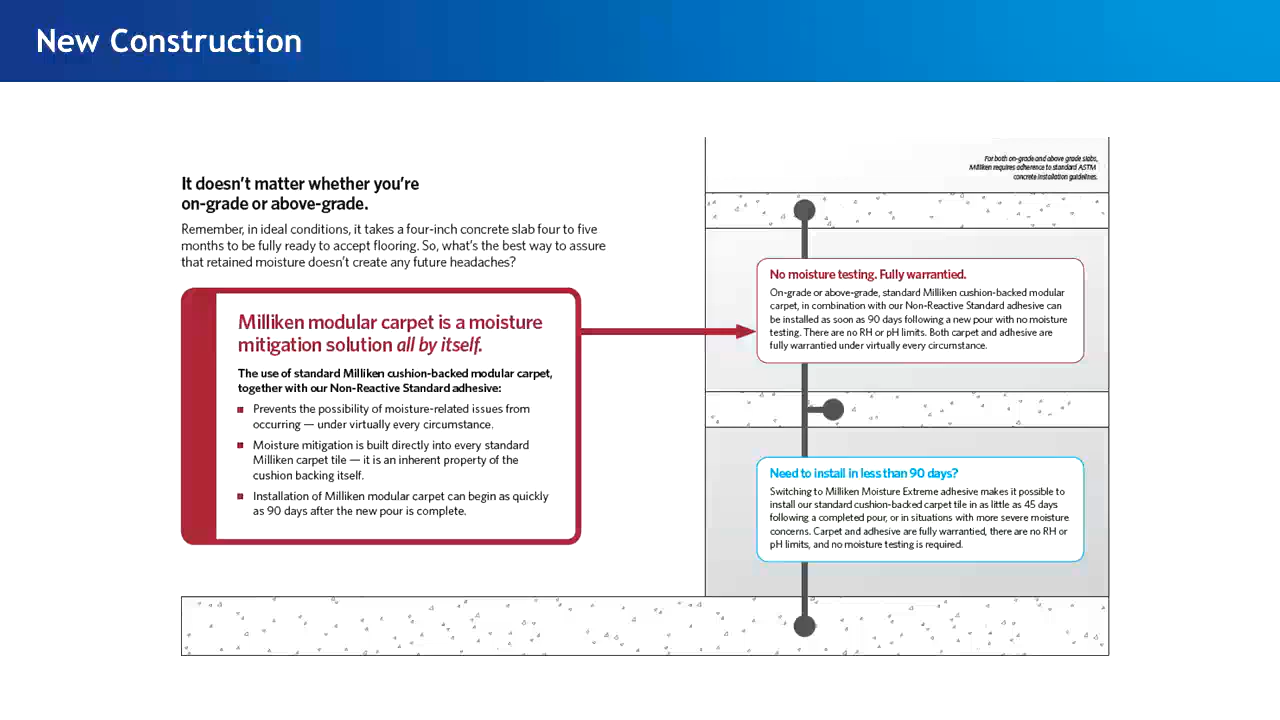 New Construction
It doesn't matter whether you're
on-grade or above-grade.
Remember, in ideal conditions, it takes a four-inch concrete slab four to five
months to be fully ready to accept flooring. So, what's the best way to assure
that retained moisture doesn't create any future headaches?
Milliken modular carpet is a moisture
mitigation solution all by itself.
The use of standard Milliken cushion-backed modular carpet,
together with our Non-Reactive Standard adhesive:
Prevents the possibility of moisture-related issues from
occurring — under virtually every circumstance.
Moisture mitigation is built directly into every standard
Milliken carpet tile — it is an inherent property of the
cushion backing itself.
Installation of Milliken modular carpet can begin as quickly
as 90 days after the new pour is complete.
For both on-grade and above grade slabs,
Milliken requires adherence to standard ASTM
concrete installation guidelines.
No moisture testing. Fully warrantied.
On-grade or above-grade, standard Milliken cushion-backed modular
carpet, in combination with our Non-Reactive Standard adhesive can
be installed as soon as 90 days following a new pour with no moisture
testing. There are no RH or pH limits. Both carpet and adhesive are
fully warrantied under virtually every circumstance.
Need to install in less than 90 days?
Switching to Milliken Moisture Extreme adhesive makes it possible to
install our standard cushion-backed carpet tile in as little as 45 days
following a completed pour, or in situations with more severe moisture
concerns. Carpet and adhesive are fully warrantied, there are no RH or
pH limits, and no moisture testing is required.